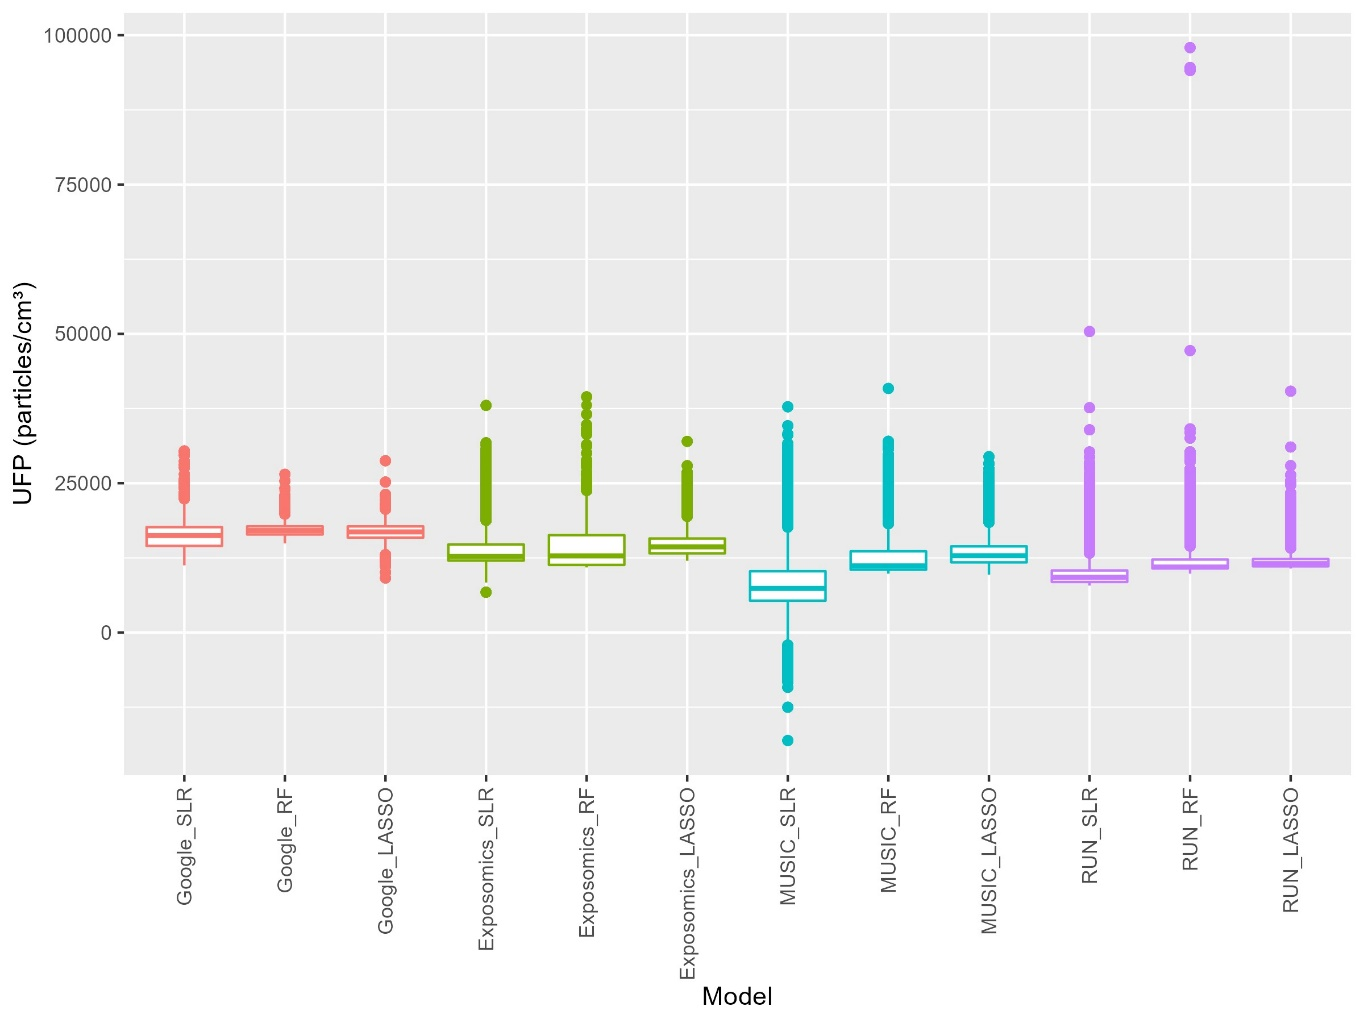 100000
75000
50000
25000
0
UFP (particles/cm³)
Google_SLR
Google_RF
Google_LASSO
Exposomics_SLR
Exposomics_RF
Exposomics_LASSO
MUSIC_SLR
MUSIC_RF
MUSIC_LASSO
RUN_SLR
RUN_RF
RUN_LASSO
Model